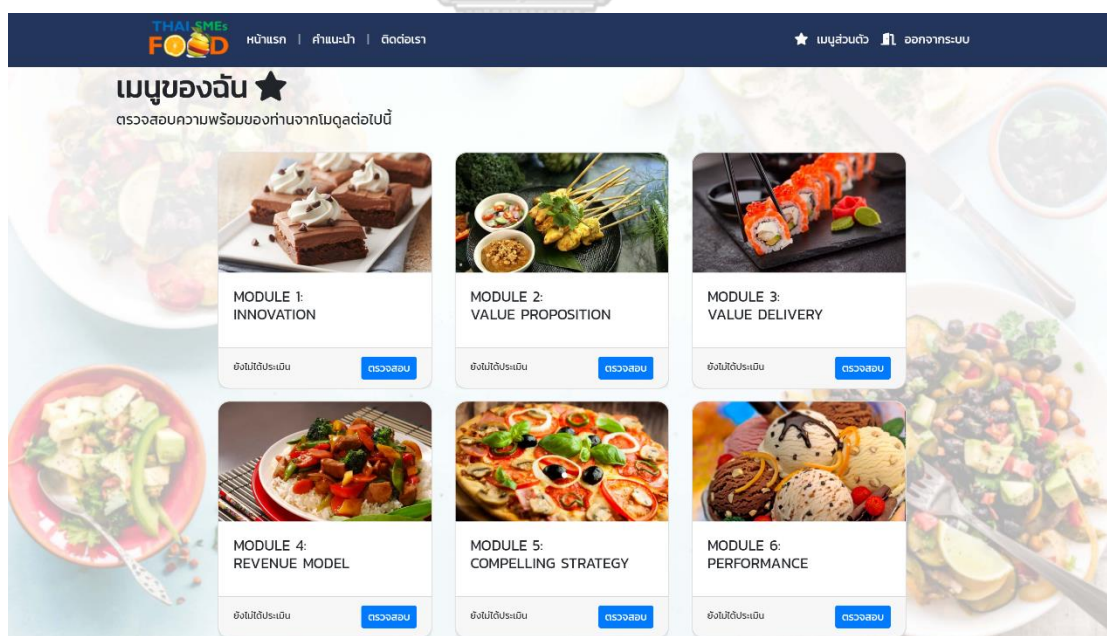 THAI SMEs
FOOD
หน้าแรก | คำแนะนำ | ติดต่อเรา
เมนูส่วนตัว ออกจากระบบ
เมนูของฉัน
ตรวจสอบความพร้อมของท่านจากโมดูลต่อไปนี้
MODULE 1:
INNOVATION
ยังไม่ได้ประเมิน ตรวจสอบ
MODULE 2:
VALUE PROPOSITION
ยังไม่ได้ประเมิน ตรวจสอบ
MODULE 3:
VALUE DELIVERY
ยังไม่ได้ประเมิน ตรวจสอบ
MODULE 4:
REVENUE MODEL
ยังไม่ได้ประเมิน ตรวจสอบ
MODULE 5:
COMPELLING STRATEGY
ยังไม่ได้ประเมิน ตรวจสอบ
MODULE 6:
PERFORMANCE
ยังไม่ได้ประเมิน ตรวจสอบ